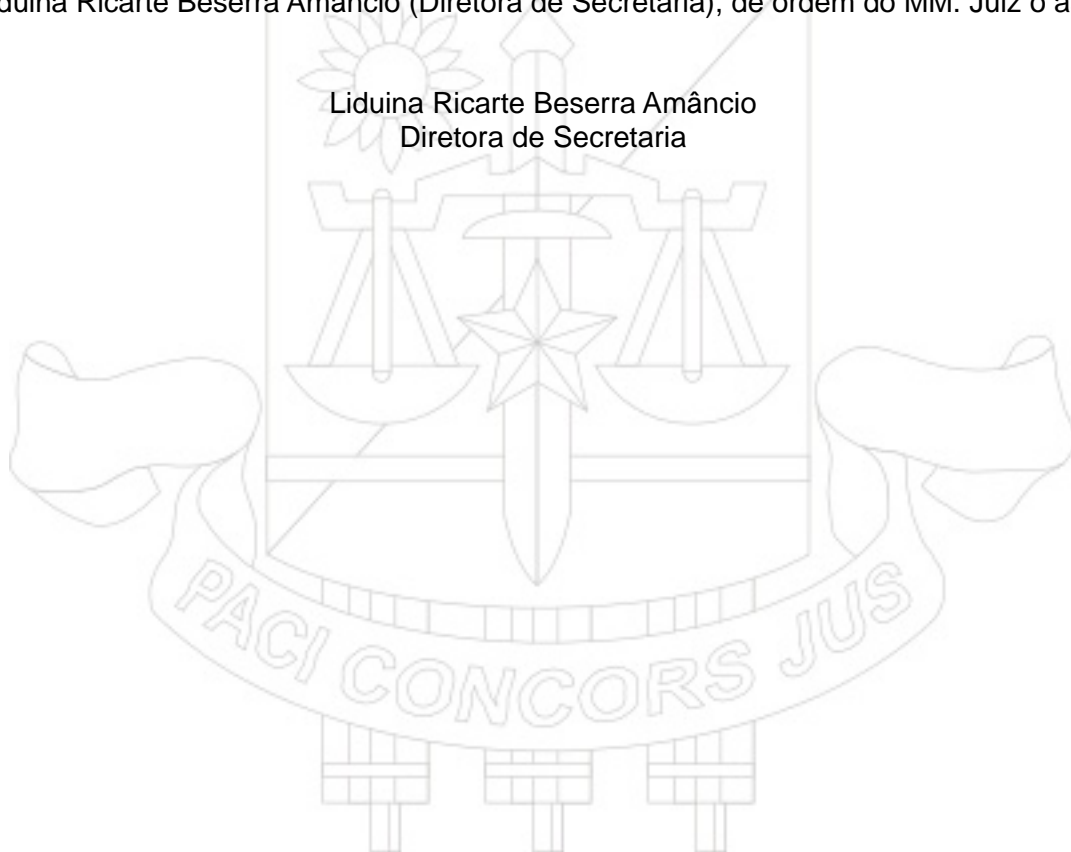 duina Ricarte Beserra Amâncio (Diretora de Secretaria), de ordem do MM. Juiz o a
Liduina Ricarte Beserra Amâncio
Diretora de Secretaria
PACI CONCORS JUS